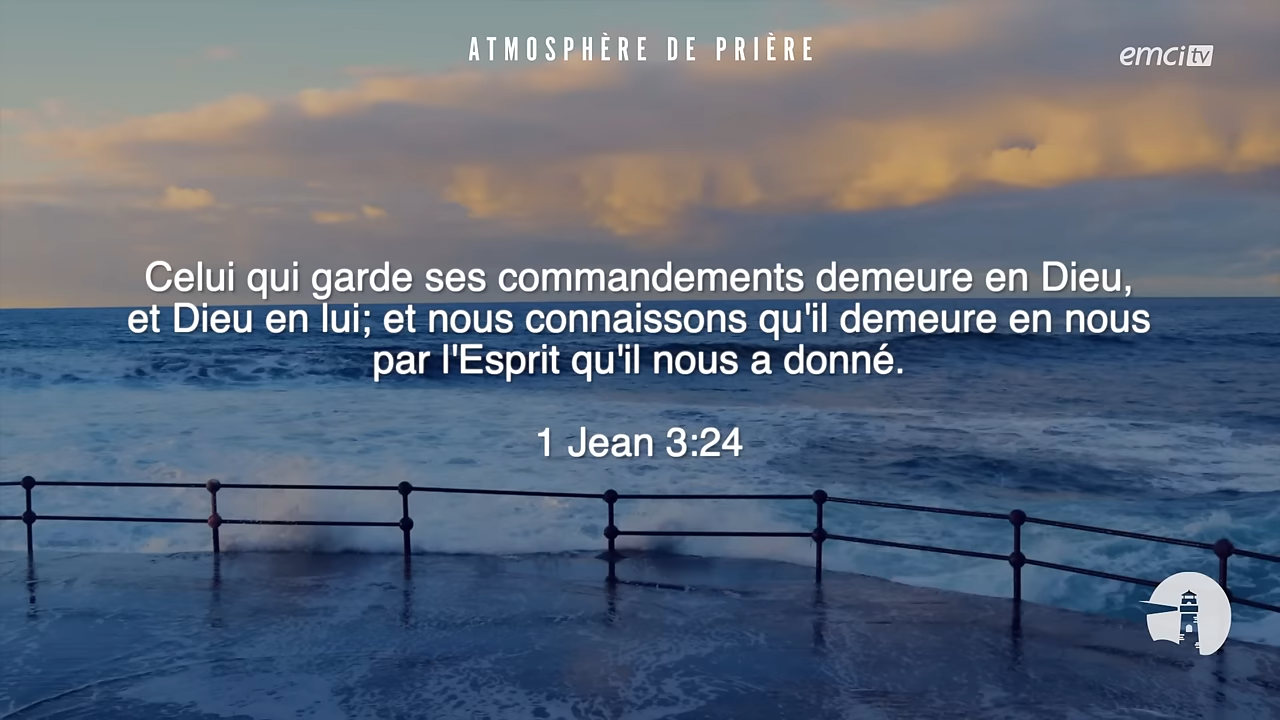 ATMOSPHÈRE DE PRIÈRE
emci tv
Celui qui garde ses commandements demeure en Dieu,
et Dieu en lui; et nous connaissons qu'il demeure en nous
par l'Esprit qu'il nous a donné.
1 Jean 3:24